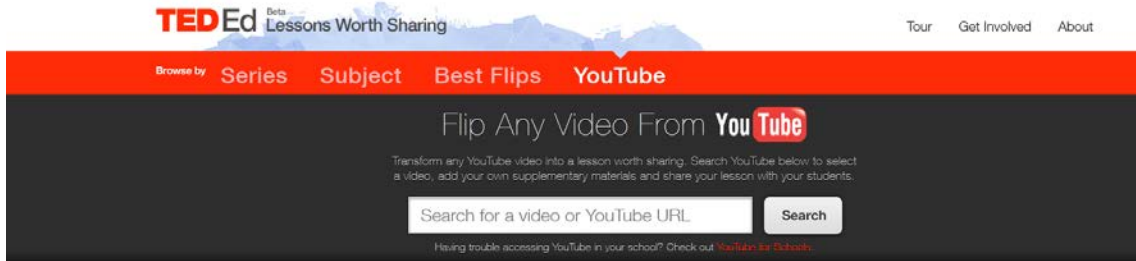 TEDEd Beta Lessons Worth Sharing
Tour Get Involved About
Browse by Series Subject Best Flips YouTube
Flip Any Video From YouTube
Transform any YouTube video into a lesson worth sharing. Search YouTube below to select
a video, add your own supplementary materials and share your lesson with your students.
Search for a video or YouTube URL Search
Having trouble accessing YouTube in your school? Check out YouTube for Schools.